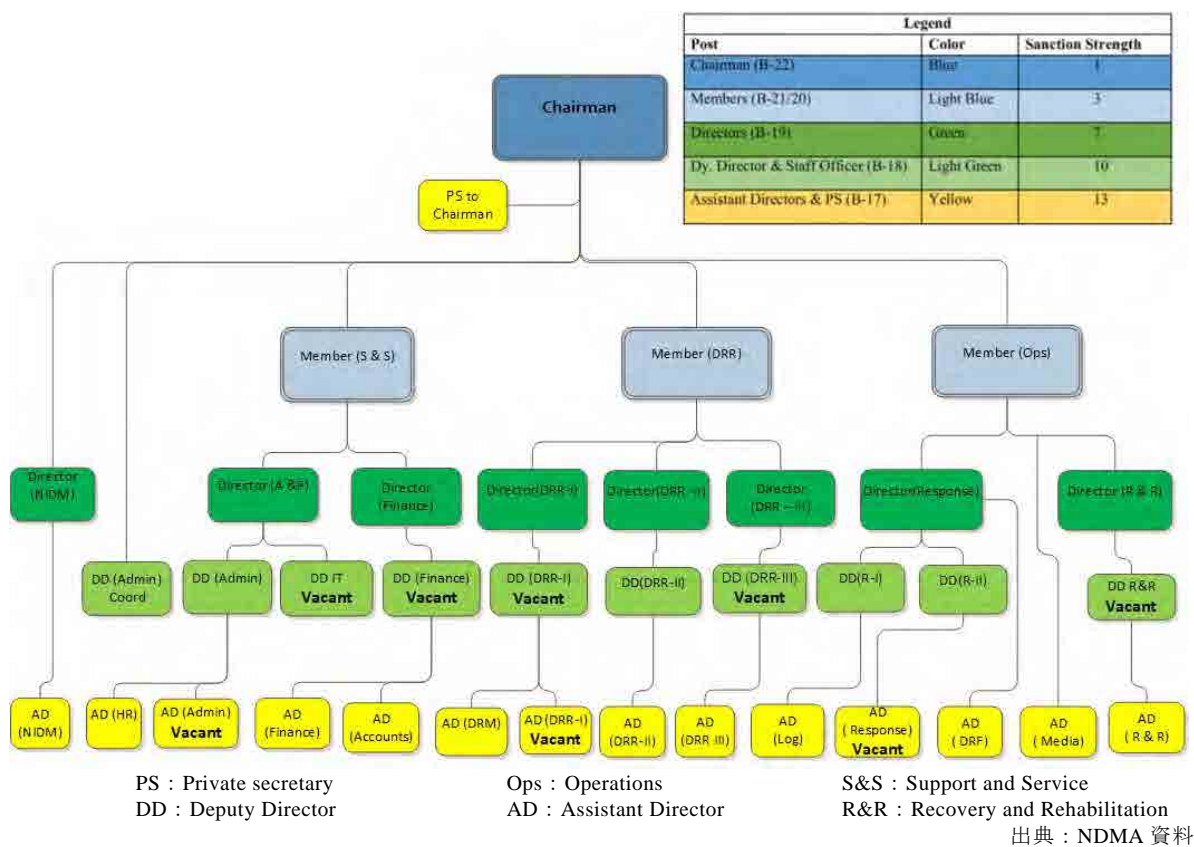 Legend
Post Color Sanction Strength
Chairman (B-22) Blue 1
Members (B-21/20) Light Blue 3
Directors (B-19) Green 7
Dy. Director & Staff Officer (B-18) Light Green 10
Assistant Directors & PS (B-17) Yellow 13
Chairman
PS to
Chairman
Member (S & S)
Member (DRR)
Member (Ops)
Director
(NIDM)
Director (A &F)
Director
(Finance)
Director(DRR-I)
Director(DRR -II)
Director
(DRR - III)
Director(Response)
Director (R & R)
DD (Admin)
Coord
DD (Admin)
DD IT
Vacant
DD (Finance)
Vacant
DD (DRR-I)
Vacant
DD(DRR-II)
DD (DRR-III)
Vacant
DD(R-I)
DD(R-II)
DD R&R
Vacant
AD
(NIDM)
AD (HR)
AD (Admin)
Vacant
AD
(Finance)
AD
(Accounts)
AD (DRM)
AD (DRR-I)
Vacant
AD
(DRR-II)
AD
(DRR III)
AD
(Log)
AD
( Response)
Vacant
AD
( DRF)
AD
( Media)
AD
( R & R)
PS：Private secretary Ops：Operations S&S：Support and Service
DD：Deputy Director AD：Assistant Director R&R：Recovery and Rehabilitation
出典：NDMA 資料